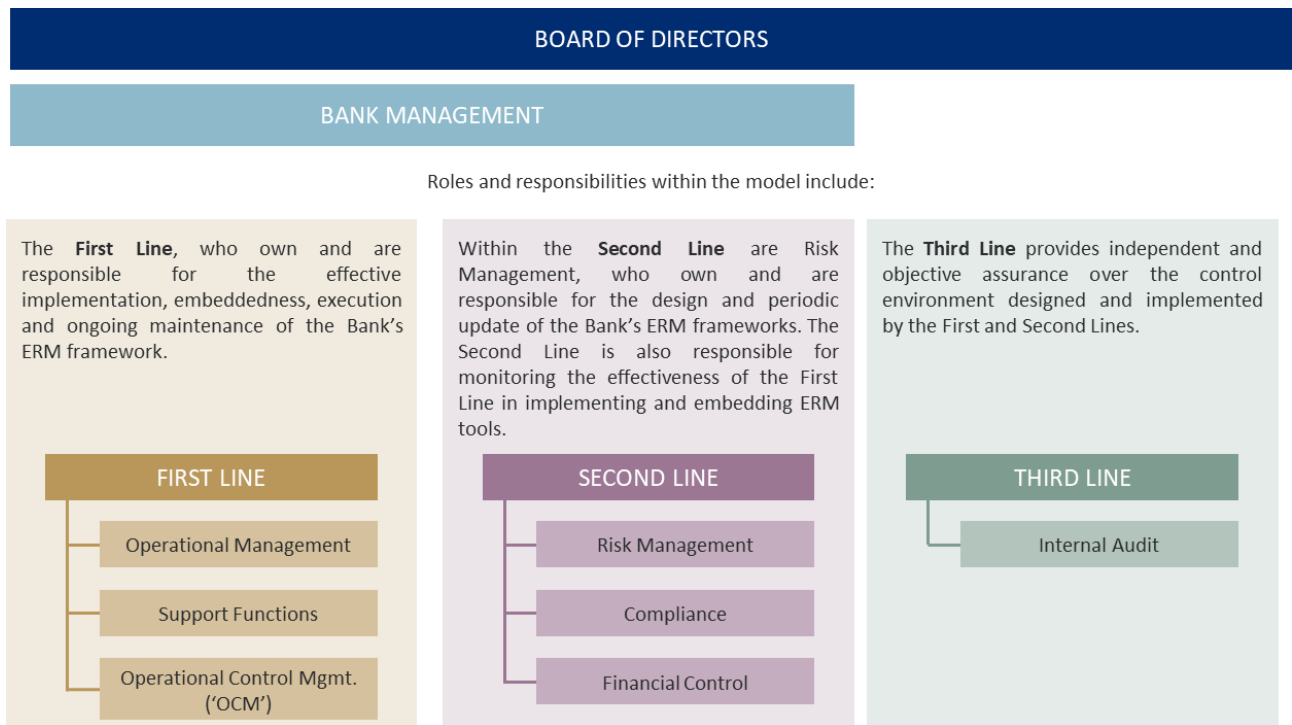 BOARD OF DIRECTORS
BANK MANAGEMENT
Roles and responsibilities within the model include:
The First Line, who own and are
responsible for the effective
implementation, embeddedness, execution
and ongoing maintenance of the Bank’s
ERM framework.
FIRST LINE
Operational Management
Support Functions
Operational Control Mgmt.
(‘OCM’)
Within the Second Line are Risk
Management, who own and are
responsible for the design and periodic
update of the Bank’s ERM frameworks. The
Second Line is also responsible for
monitoring the effectiveness of the First
Line in implementing and embedding ERM
tools.
SECOND LINE
Risk Management
Compliance
Financial Control
The Third Line provides independent and
objective assurance over the control
environment designed and implemented
by the First and Second Lines.
THIRD LINE
Internal Audit